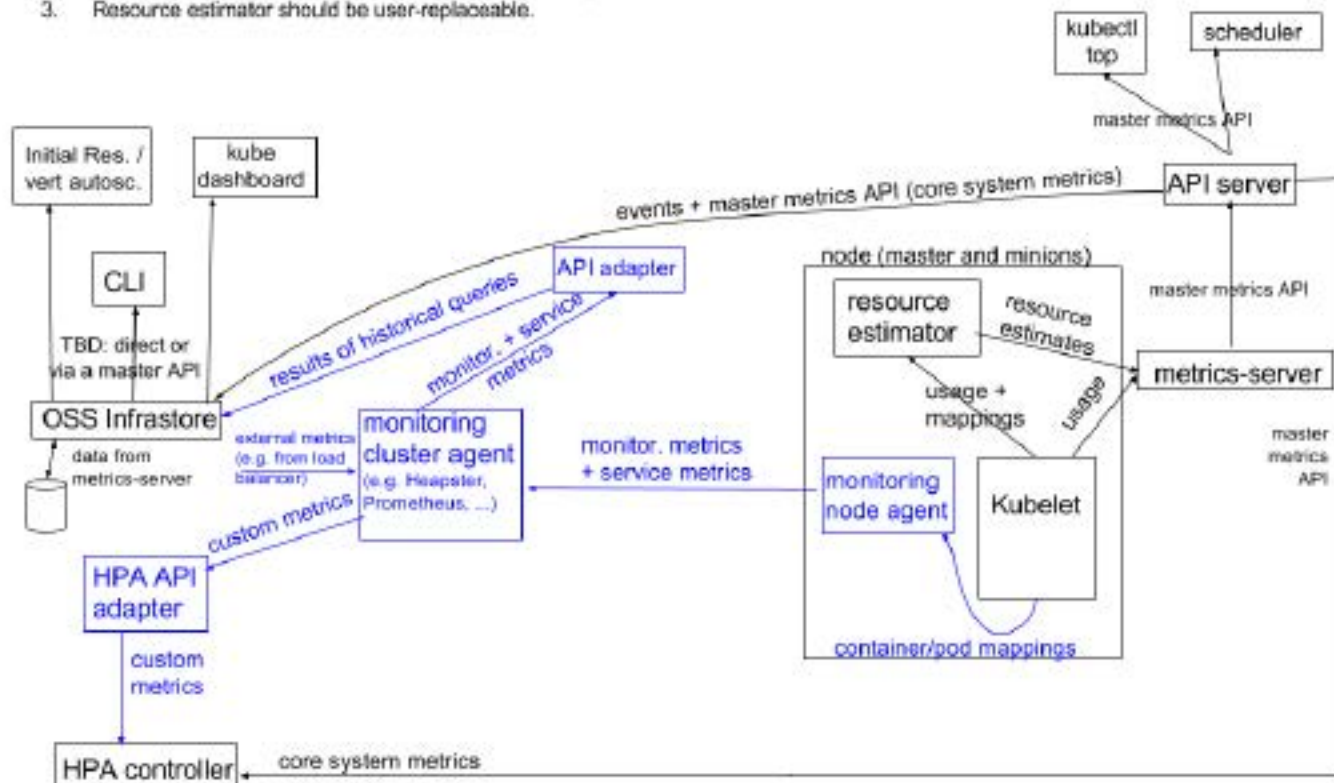 3. Resource estimator should be user-replaceable.
kubectl
top
scheduler
master metrics API
Initial Res. /
vert autosc.
kube
dashboard
API server
events + master metrics API (core system metrics)
node (master and minions)
API adapter
CLI
resource
estimator
resource
estimates
master metrics API
results of historical queries
monitor. + service
metrics
TBD: direct or
via a master API
metrics-server
usage +
mappings
usage
OSS Infrastore
monitoring
cluster agent
(e.g. Heapster,
Prometheus, ...)
external metrics
(e.g. from load
balancer)
monitor. metrics
+ service metrics
master
metrics
API
data from
metrics-server
monitoring
node agent
Kubelet
custom metrics
HPA API
adapter
container/pod mappings
custom
metrics
HPA controller
core system metrics